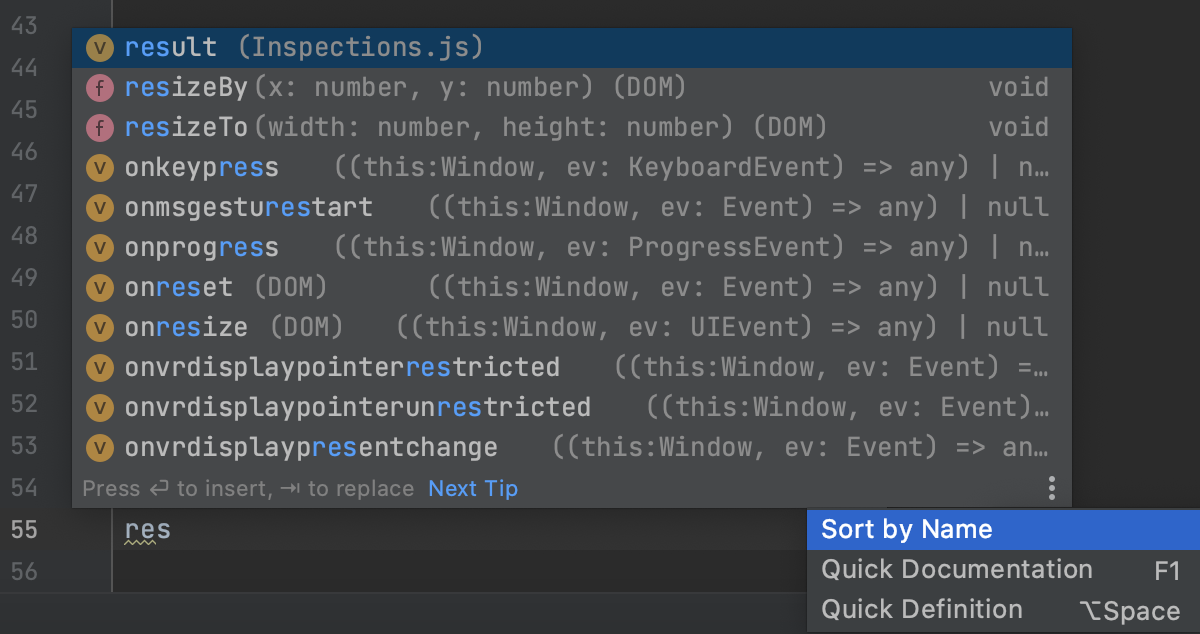 43
44
45
46
47
48
49
50
51
52
53
54
55
56
V result (Inspections.js)
f resizeBy(x: number, y: number) (DOM) void
f resizeTo(width: number, height: number) (DOM) void
V onkeypress ((this:Window, ev: KeyboardEvent) => any) | n…
V onmsgesturestart ((this:Window, ev: Event) => any) | null
V onprogress ((this:Window, ev: ProgressEvent) => any) | n…
V onreset (DOM) ((this:Window, ev: Event) => any) | null
V onresize (DOM) ((this:Window, ev: UIEvent) => any) | null
V onvrdisplaypointerrestricted ((this:Window, ev: Event) =…
V onvrdisplaypointerunrestricted ((this:Window, ev: Event)…
V onvrdisplaypresentchange ((this:Window, ev: Event) => an…
Press ⏎ to insert, ⇥ to replace Next Tip
res
Sort by Name
Quick Documentation F1
Quick Definition ⌥Space